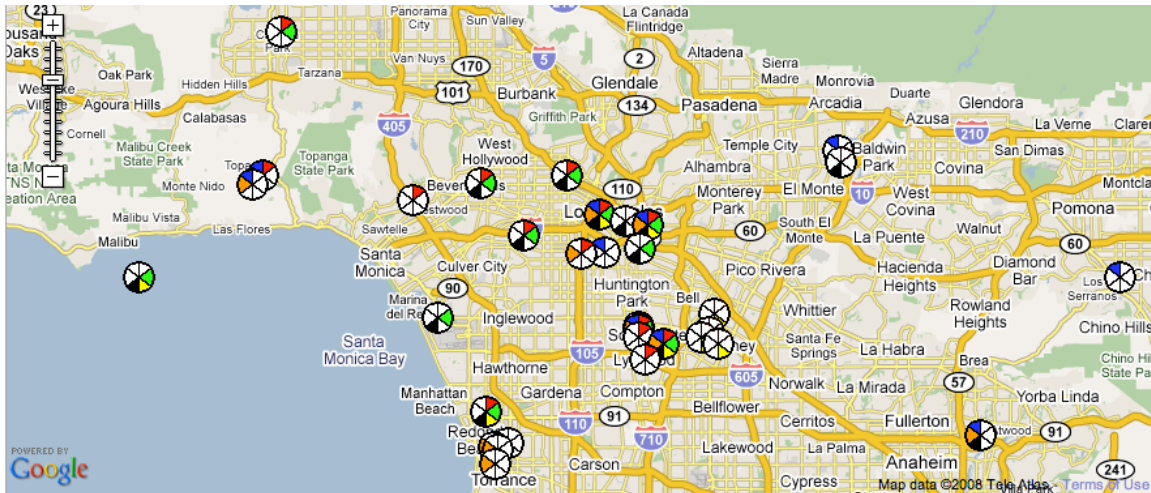 23
Oaks
Oak Park
Agoura Hills
Cornell
Malibu Creek
State Park
Monte Nido
Malibu Vista
Malibu
Hidden Hills
Calabasas
Tarzana
Topanga
State Park
Las Flores
Panorama
City
Van Nuys
170
101
405
Sun Valley
5
Burbank
La Canada
Flintridge
2
Glendale
134
Griffith Park
Altadena
Pasadena
Sierra
Madre
Monrovia
Arcadia
Duarte
Azusa
Glendora
210
La Verne
San Dimas
Covina
West
Covina
Baldwin
Park
10
Temple City
El Monte
South El
Monte
Alhambra
Monterey
Park
110
60
West
Hollywood
Sawtelle
Santa
Monica
Culver City
90
Marina
Inglewood
Huntington
Park
Bell
Pico Rivera
Whittier
La Puente
Hacienda
Heights
Walnut
Pomona
60
Diamond
Bar
Rowland
Heights
Los
Serranos
Chino Hills
Santa Fe
Springs
La Habra
Brea
57
Norwalk
La Mirada
Yorba Linda
605
105
Hawthorne
Manhattan
Beach
Gardena
Compton
91
110
710
Bellflower
Cerritos
Fullerton
91
Lakewood
La Palma
Anaheim
Carson
Torrance
Cypress
241
Santa
Monica Bay
POWERED BY
Google
Map data ©2008 Tele Atlas - Terms of Use